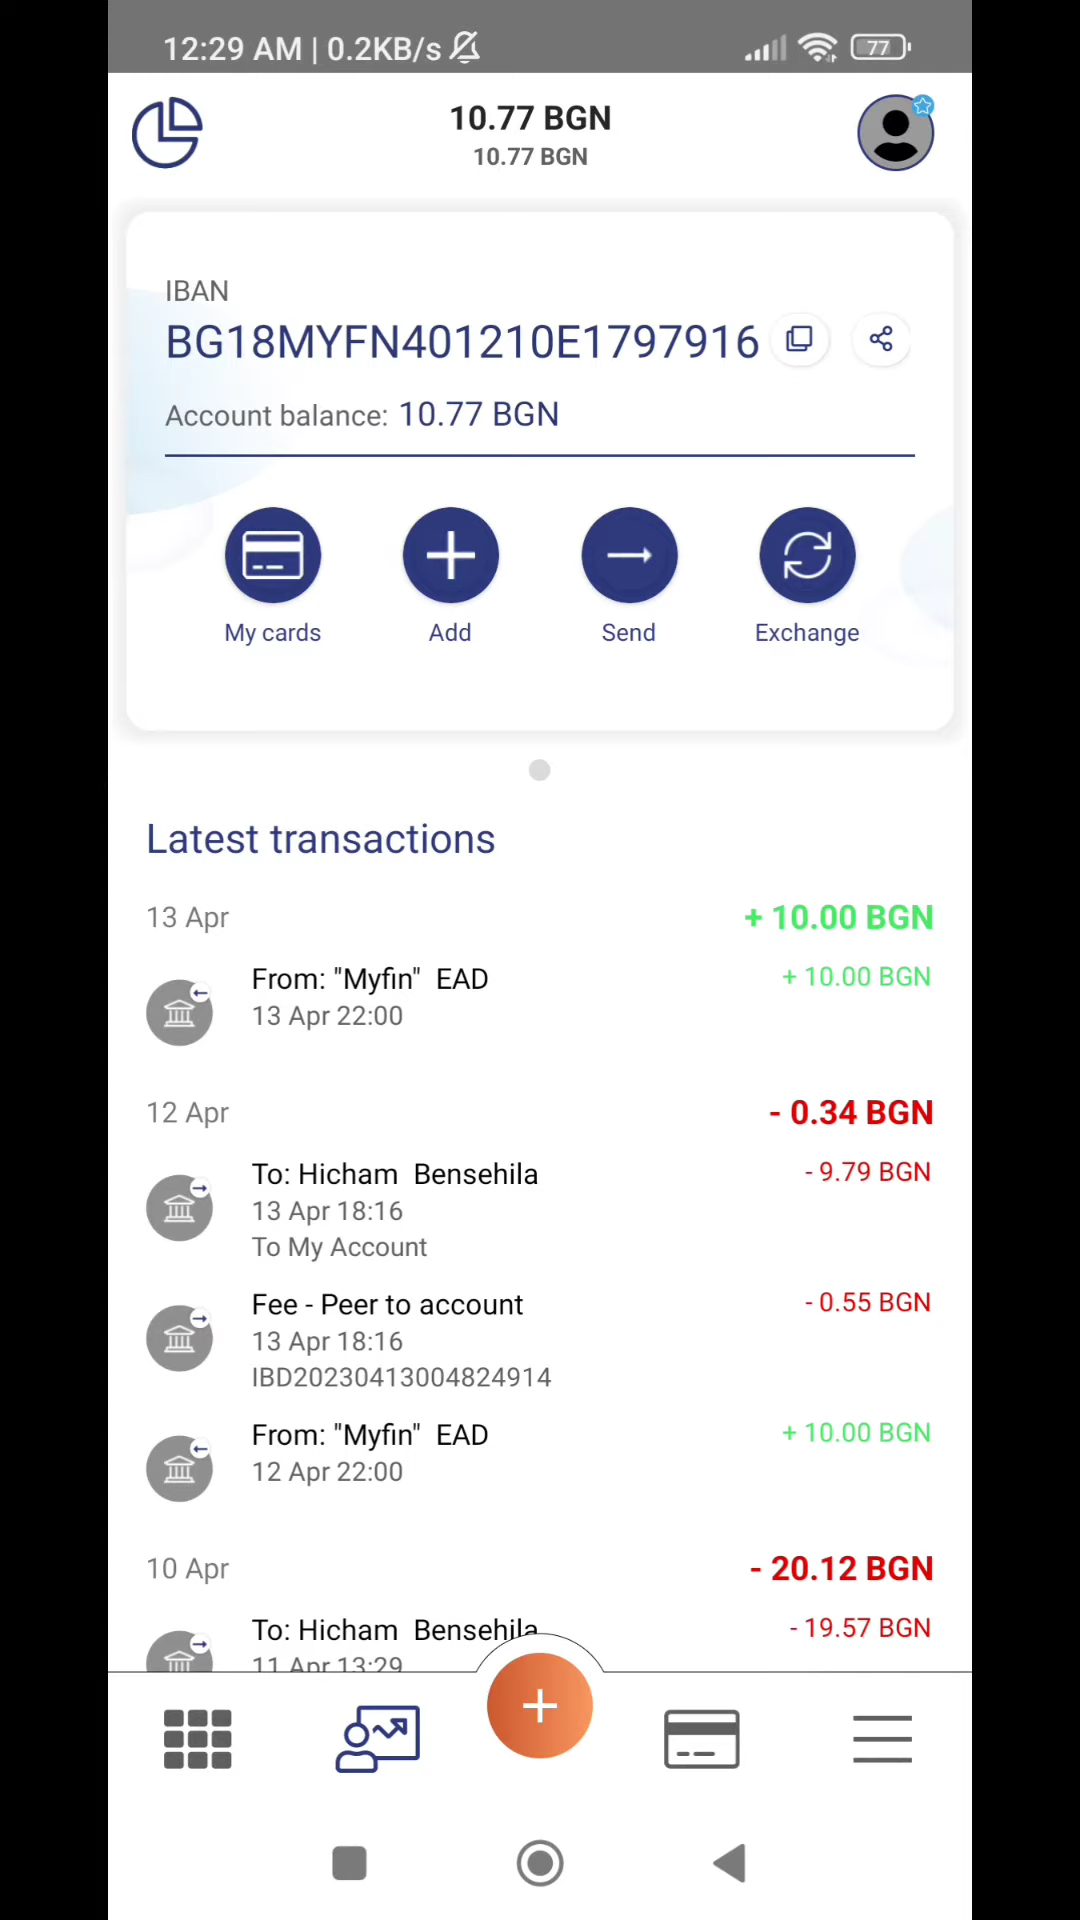 12:29 AM | 0.2KB/s
77
10.77 BGN
10.77 BGN
IBAN
BG18MYFN401210E1797916
Account balance: 10.77 BGN
My cards
Add
Send
Exchange
Latest transactions
13 Apr
+ 10.00 BGN
From: "Myfin" EAD
+ 10.00 BGN
13 Apr 22:00
12 Apr
- 0.34 BGN
To: Hicham Bensehila
- 9.79 BGN
13 Apr 18:16
To My Account
Fee - Peer to account
- 0.55 BGN
13 Apr 18:16
IBD20230413004824914
From: "Myfin" EAD
+ 10.00 BGN
12 Apr 22:00
10 Apr
- 20.12 BGN
To: Hicham Bensehila
- 19.57 BGN
11 Apr 13:29